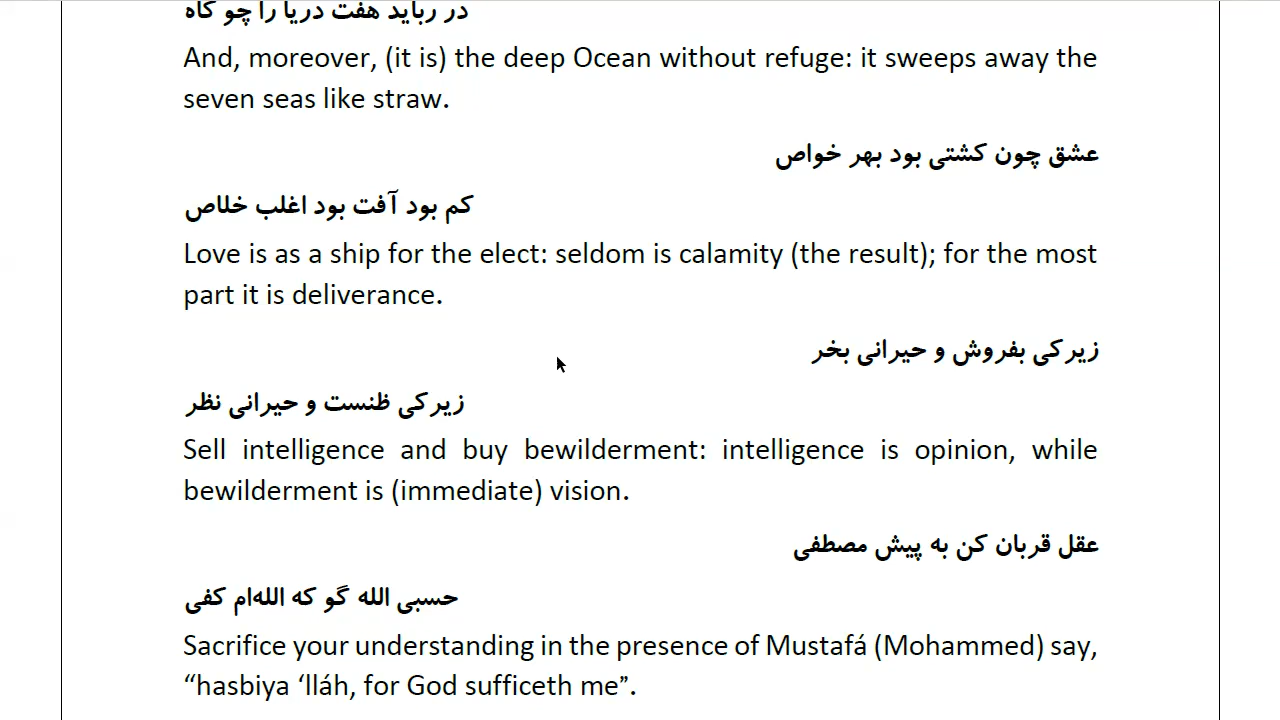 در رباید هفت دریا را چو کاه
And, moreover, (it is) the deep Ocean without refuge: it sweeps away the
seven seas like straw.
عشق چون کشتی بود بهر خواص
کم بود آفت بود اغلب خلاص
Love is as a ship for the elect: seldom is calamity (the result); for the most
part it is deliverance.
زیرکی بفروش و حیرانی بخر
زیرکی ظنست و حیرانی نظر
Sell intelligence and buy bewilderment: intelligence is opinion, while
bewilderment is (immediate) vision.
عقل قربان کن به پیش مصطفی
حسبی الله گو که الله‌ام کفی
Sacrifice your understanding in the presence of Mustafá (Mohammed) say,
“hasbiya ‘lláh, for God sufficeth me”.